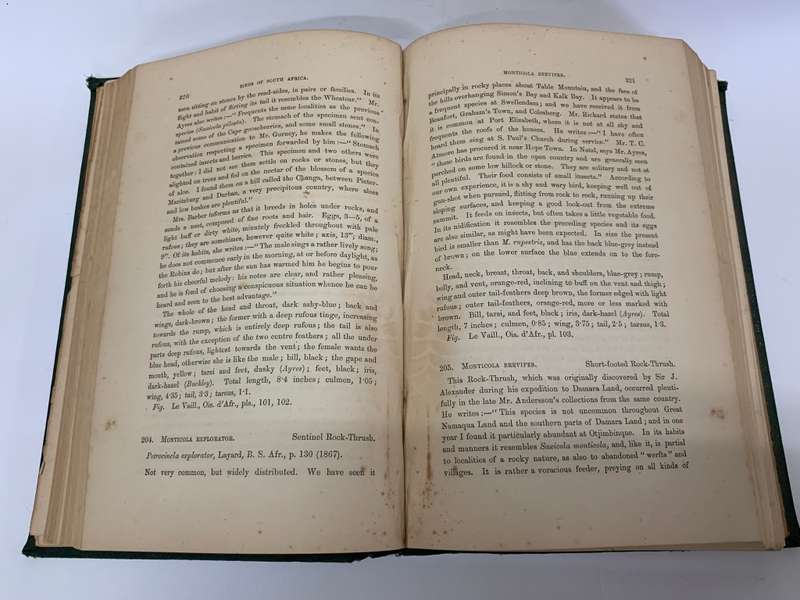 220
BIRDS OF SOUTH AFRICA.
seen sitting on stones by the road-sides, in pairs or families. In its
flight and habit of flirting its tail it resembles the Wheatear." Mr.
Ayres also writes:—"Frequents the same localities as the previous
species (Saxicola pileata). The stomach of the specimen sent con-
tained some of the Cape gooseberries, and some small stones." In
a previous communication to Mr. Gurney, he makes the following
observation respecting a specimen forwarded by him:—"Stomach
contained insects and berries. This specimen and two others were
together: I did not see them settle on rocks or stones, but they
alighted on trees and fed on the nectar of the blossom of a species
of aloe. I found them on a hill called the Changa, between Pieter-
Maritzburg and Durban, a very precipitous country, where aloes
and low bushes are plentiful."
Mrs. Barber informs us that it breeds in holes under rocks, and
sends a nest, composed of fine roots and hair. Eggs, 3—5, of a
light buff or dirty white, minutely freckled throughout with pale
rufous; they are sometimes, however quite white; axis, 13"'; diam.,
9"'. Of its habits, she writes:—"The male sings a rather lively song;
he does not commence early in the morning, at or before daylight, as
the Robins do; but after the sun has warmed him he begins to pour
forth his cheerful melody: his notes are clear, and rather pleasing,
and he is fond of choosing a conspicuous situation whence he can be
heard and seen to the best advantage."
The whole of the head and throat, dark ashy-blue; back and
wings, dark-brown; the former with a deep rufous tinge, increasing
towards the rump, which is entirely deep rufous; the tail is also
rufous, with the exception of the two centre feathers; all the under
parts deep rufous, lightest towards the vent; the female wants the
blue head, otherwise she is like the male; bill, black; the gape and
mouth, yellow; tarsi and feet, dusky (Ayres); feet, black; iris,
dark-hazel (Buckley). Total length, 8·4 inches; culmen, 1·05;
wing, 4·35; tail, 3·3; tarsus, 1·1.
Fig. Le Vaill., Ois. d'Afr., pls., 101, 102.
204. MONTICOLA EXPLORATOR. Sentinel Rock-Thrush.
Petrocincla explorator, Layard, B. S. Afr., p. 130 (1867).
Not very common, but widely distributed. We have seen it
MONTICOLA BREVIPES.
221
principally in rocky places about Table Mountain, and the face of
the hills overhanging Simon's Bay and Kalk Bay. It appears to be
a frequent species at Swellendam; and we have received it from
Beaufort, Graham's Town, and Colesberg. Mr. Rickard states that
it is common at Port Elizabeth, where it is not at all shy and
frequents the roofs of the houses. He writes—"I have often
heard them sing at S. Paul's Church during service." Mr. T. C.
Atmore has procured it near Hope Town. In Natal, says Mr. Ayres,
"these birds are found in the open country and are generally seen
perched on some low hillock or stone. They are solitary and not at
all plentiful. Their food consists of small insects." According to
our own experience, it is a shy and wary bird, keeping well out of
gun-shot when pursued, flitting from rock to rock, running up their
sloping surfaces, and keeping a good look-out from the extreme
summit. It feeds on insects, but often takes a little vegetable food.
In its nidification it resembles the preceding species and its eggs
are also similar, as might have been expected. In size the present
bird is smaller than M. rupestris, and has the back blue-grey instead
of brown; on the lower surface the blue extends on to the fore-
neck.
Head, neck, breast, throat, back, and shoulders, blue-grey; rump,
belly, and vent, orange-red, inclining to buff on the vent and thigh;
wing and outer tail-feathers deep brown, the former edged with light
rufous; outer tail-feathers, orange-red, more or less marked with
brown. Bill, tarsi, and feet, black; iris, dark-hazel (Ayres). Total
length, 7 inches; culmen, 0·85; wing, 3·75; tail, 2·5; tarsus, 1·3.
Fig. Le Vaill., Ois. d'Afr., pl. 103.
205. MONTICOLA BREVIPES. Short-footed Rock-Thrush.
This Rock-Thrush, which was originally discovered by Sir J.
Alexander during his expedition to Damara Land, occurred plenti-
fully in the late Mr. Andersson's collections from the same country.
He writes:—"This species is not uncommon throughout Great
Namaqua Land and the southern parts of Damara Land; and in one
year I found it particularly abundant at Otjimbinque. In its habits
and manners it resembles Saxicola monticola, and, like it, is partial
to localities of a rocky nature, as also to abandoned "werfts" and
villages. It is rather a voracious feeder, preying on all kinds of